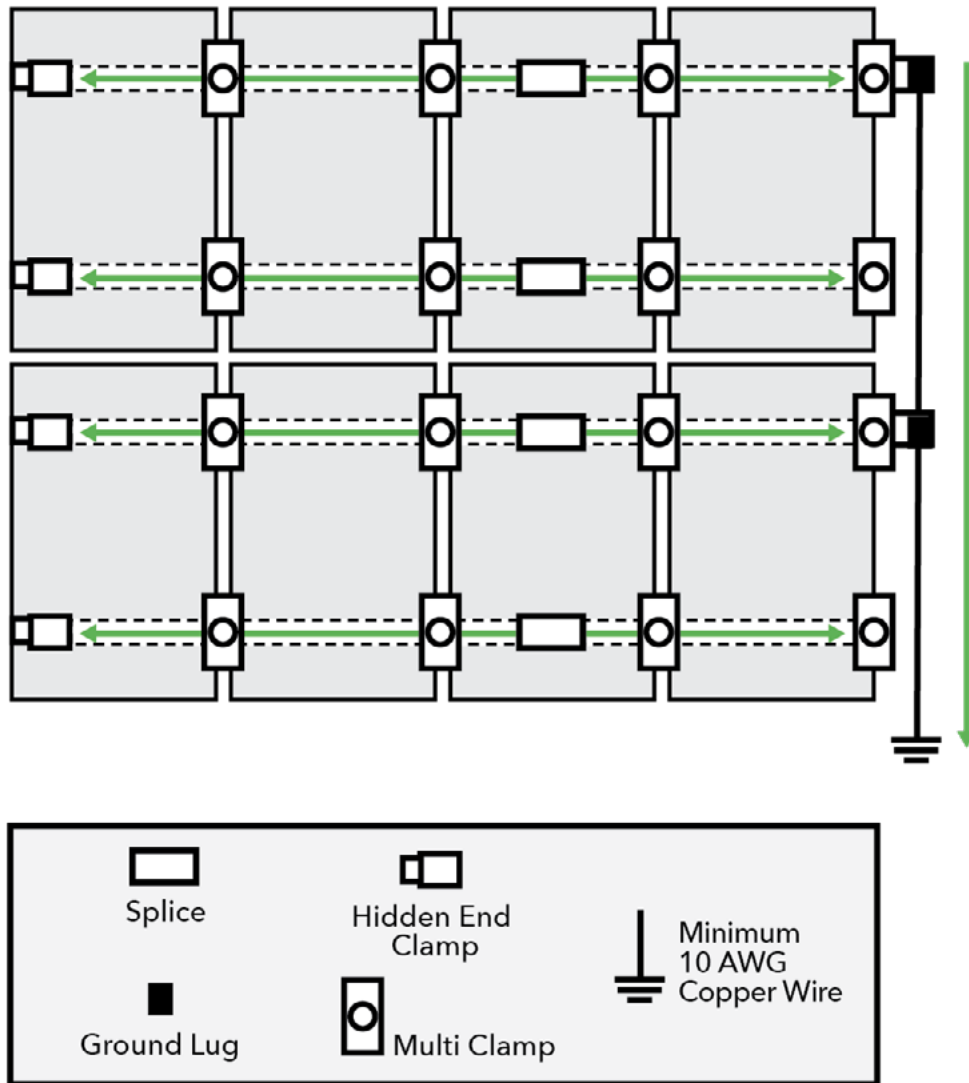 Splice
Hidden End
Clamp
Minimum
10 AWG
Copper Wire
Ground Lug
Multi Clamp